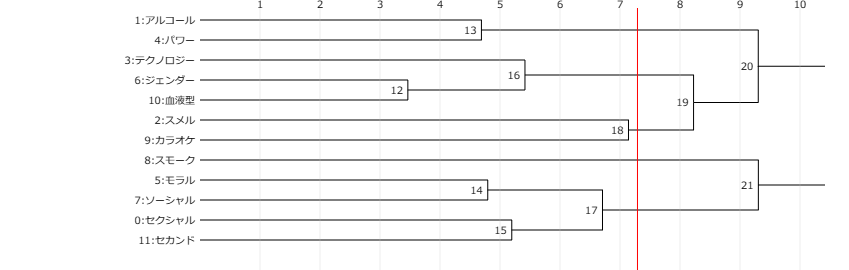 1 2 3 4 5 6 7 8 9 10
1:アルコール
13
4:パワー
3:テクノロジー
20
16
6:ジェンダー
12
10:血液型
19
2:スメル
18
9:カラオケ
8:スモーク
5:モラル
21
14
7:ソーシャル
17
0:セクシャル
15
11:セカンド